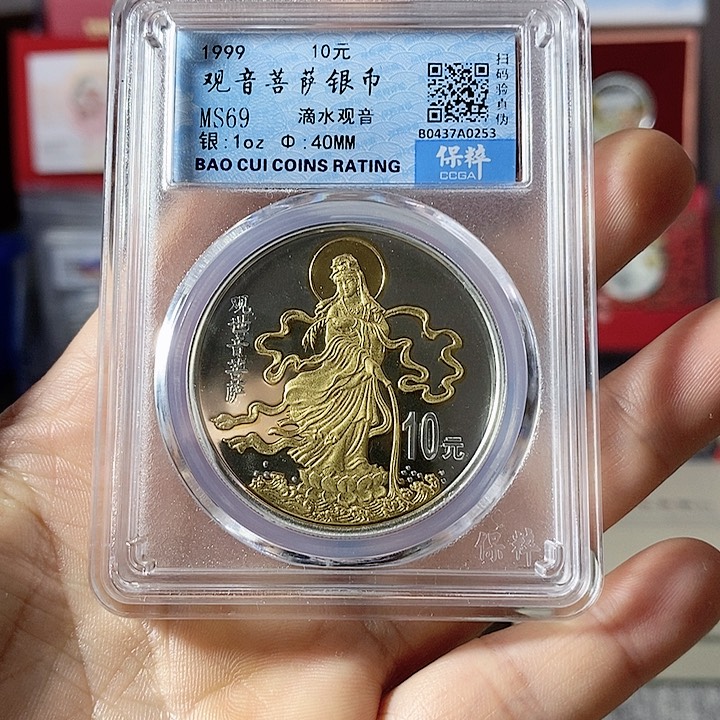 1999 10元
观音菩萨银币
MS69 滴水观音
银:1oz Φ:40MM
BAO CUI COINS RATING
扫码验真伪
B0437A0253
保粹
CCGA
观世音菩萨
10元
保粹